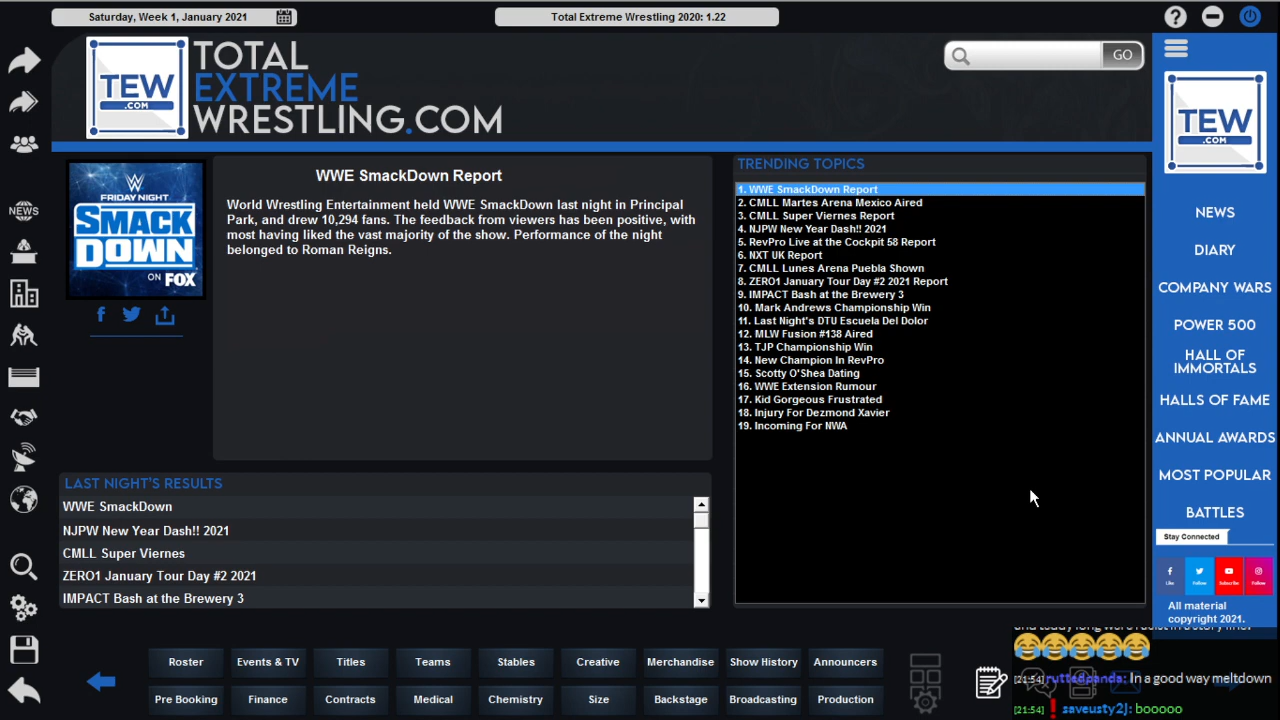 Saturday, Week 1, January 2021
Total Extreme Wrestling 2020: 1.22
TEW
.COM
TOTAL
EXTREME
WRESTLING.COM
GO
FRIDAY NIGHT
SMACK
DOWN
ON FOX
WWE SmackDown Report
World Wrestling Entertainment held WWE SmackDown last night in Principal
Park, and drew 10,294 fans. The feedback from viewers has been positive, with
most having liked the vast majority of the show. Performance of the night
belonged to Roman Reigns.
TRENDING TOPICS
1. WWE SmackDown Report
2. CMLL Martes Arena Mexico Aired
3. CMLL Super Viernes Report
4. NJPW New Year Dash!! 2021
5. RevPro Live at the Cockpit 58 Report
6. NXT UK Report
7. CMLL Lunes Arena Puebla Shown
8. ZERO1 January Tour Day #2 2021 Report
9. IMPACT Bash at the Brewery 3
10. Mark Andrews Championship Win
11. Last Night's DTU Escuela Del Dolor
12. MLW Fusion #138 Aired
13. TJP Championship Win
14. New Champion In RevPro
15. Scotty O'Shea Dating
16. WWE Extension Rumour
17. Kid Gorgeous Frustrated
18. Injury For Dezmond Xavier
19. Incoming For NWA
LAST NIGHT'S RESULTS
WWE SmackDown
NJPW New Year Dash!! 2021
CMLL Super Viernes
ZERO1 January Tour Day #2 2021
IMPACT Bash at the Brewery 3
TEW
.COM
NEWS
DIARY
COMPANY WARS
POWER 500
HALL OF
IMMORTALS
HALLS OF FAME
ANNUAL AWARDS
MOST POPULAR
BATTLES
Stay Connected
Like
Follow
Subscribe
Follow
All material
copyright 2021.
NEWS
Roster
Events & TV
Titles
Teams
Stables
Creative
Merchandise
Show History
Announcers
Pre Booking
Finance
Contracts
Medical
Chemistry
Size
Backstage
Broadcasting
Production
[21:54] ruttedpanda: In a good way meltdown
[21:54] saveusty2J: booooo